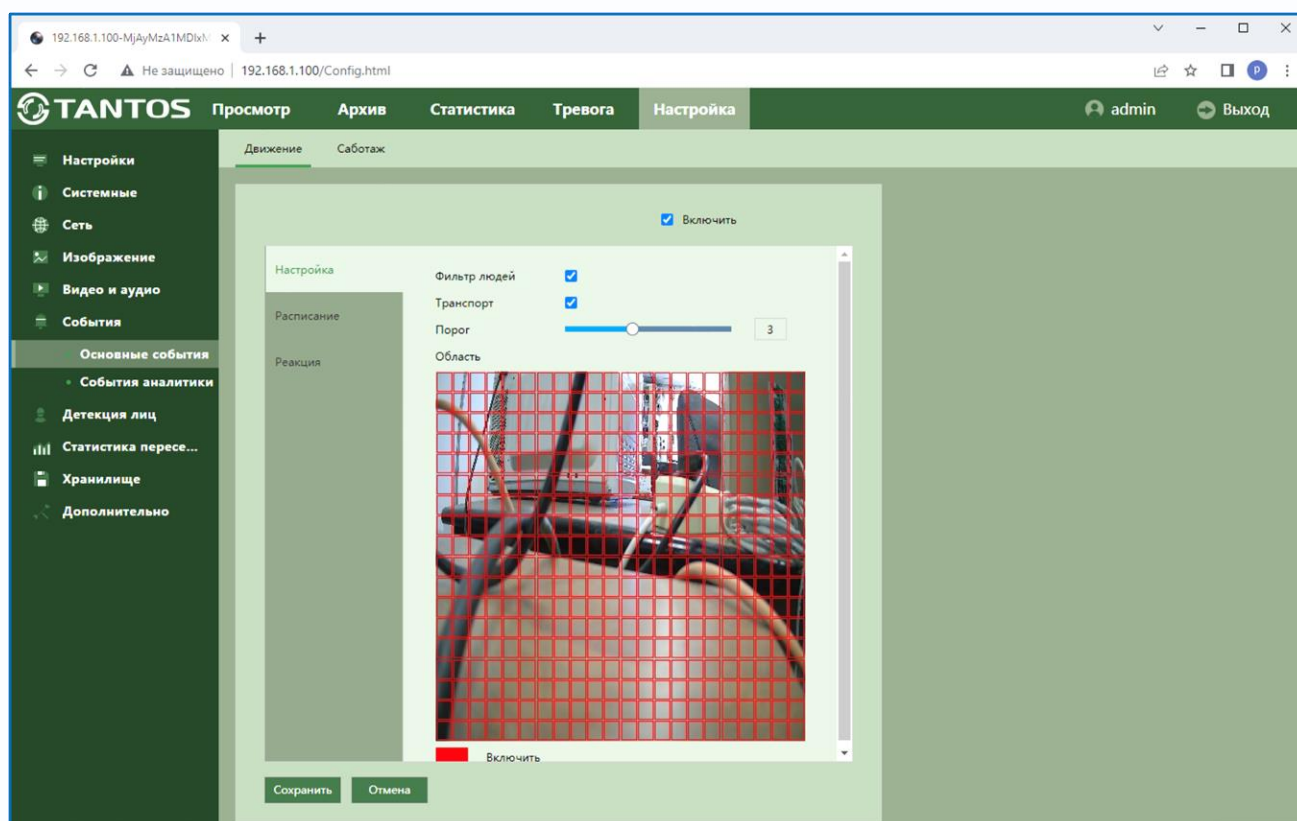 192.168.1.100-MjAyMzA1MDIxM
Не защищено 192.168.1.100/Config.html P
TANTOS Просмотр Архив Статистика Тревога Настройка admin Выход
Движение Саботаж
Настройки
Системные
Сеть
Изображение
Видео и аудио
События
Основные события
События аналитики
Детекция лиц
Статистика пересе...
Хранилище
Дополнительно
Включить
Настройка
Расписание
Реакция
Фильтр людей
Транспорт
Порог 3
Область
Включить
Сохранить Отмена